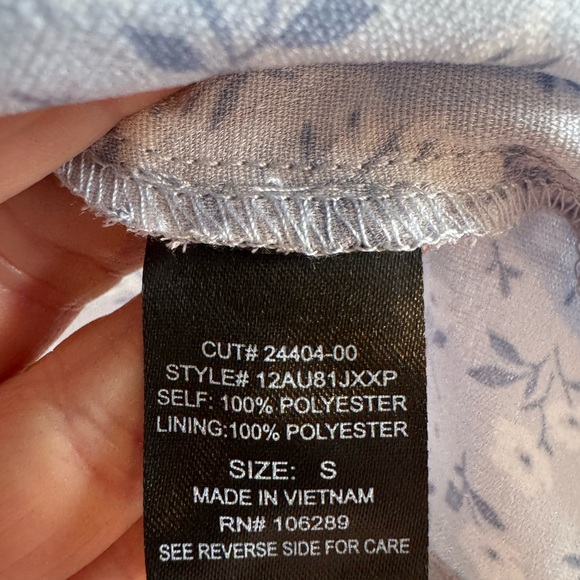 CUT# 24404-00
STYLE# 12AU81JXXP
SELF: 100% POLYESTER
LINING:100% POLYESTER
SIZE: S
MADE IN VIETNAM
RN# 106289
SEE REVERSE SIDE FOR CARE